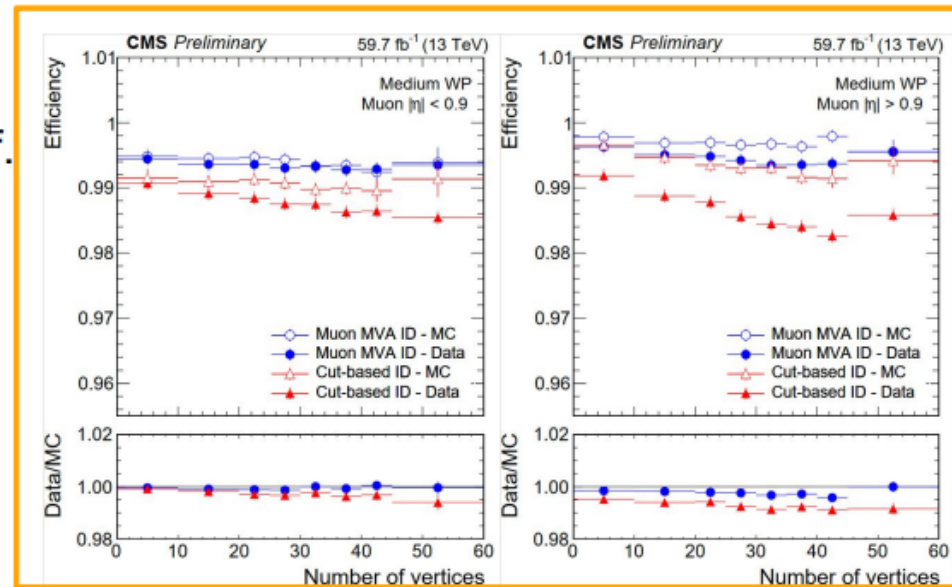 CMS Preliminary 59.7 fb⁻¹ (13 TeV)
Efficiency
1.01
1
0.99
0.98
0.97
0.96
Medium WP
Muon |η| < 0.9
Muon MVA ID - MC
Muon MVA ID - Data
Cut-based ID - MC
Cut-based ID - Data
Data/MC
1.02
1.00
0.98
0 10 20 30 40 50 60
Number of vertices
CMS Preliminary 59.7 fb⁻¹ (13 TeV)
Efficiency
1.01
1
0.99
0.98
0.97
0.96
Medium WP
Muon |η| > 0.9
Muon MVA ID - MC
Muon MVA ID - Data
Cut-based ID - MC
Cut-based ID - Data
Data/MC
1.02
1.00
0.98
0 10 20 30 40 50 60
Number of vertices